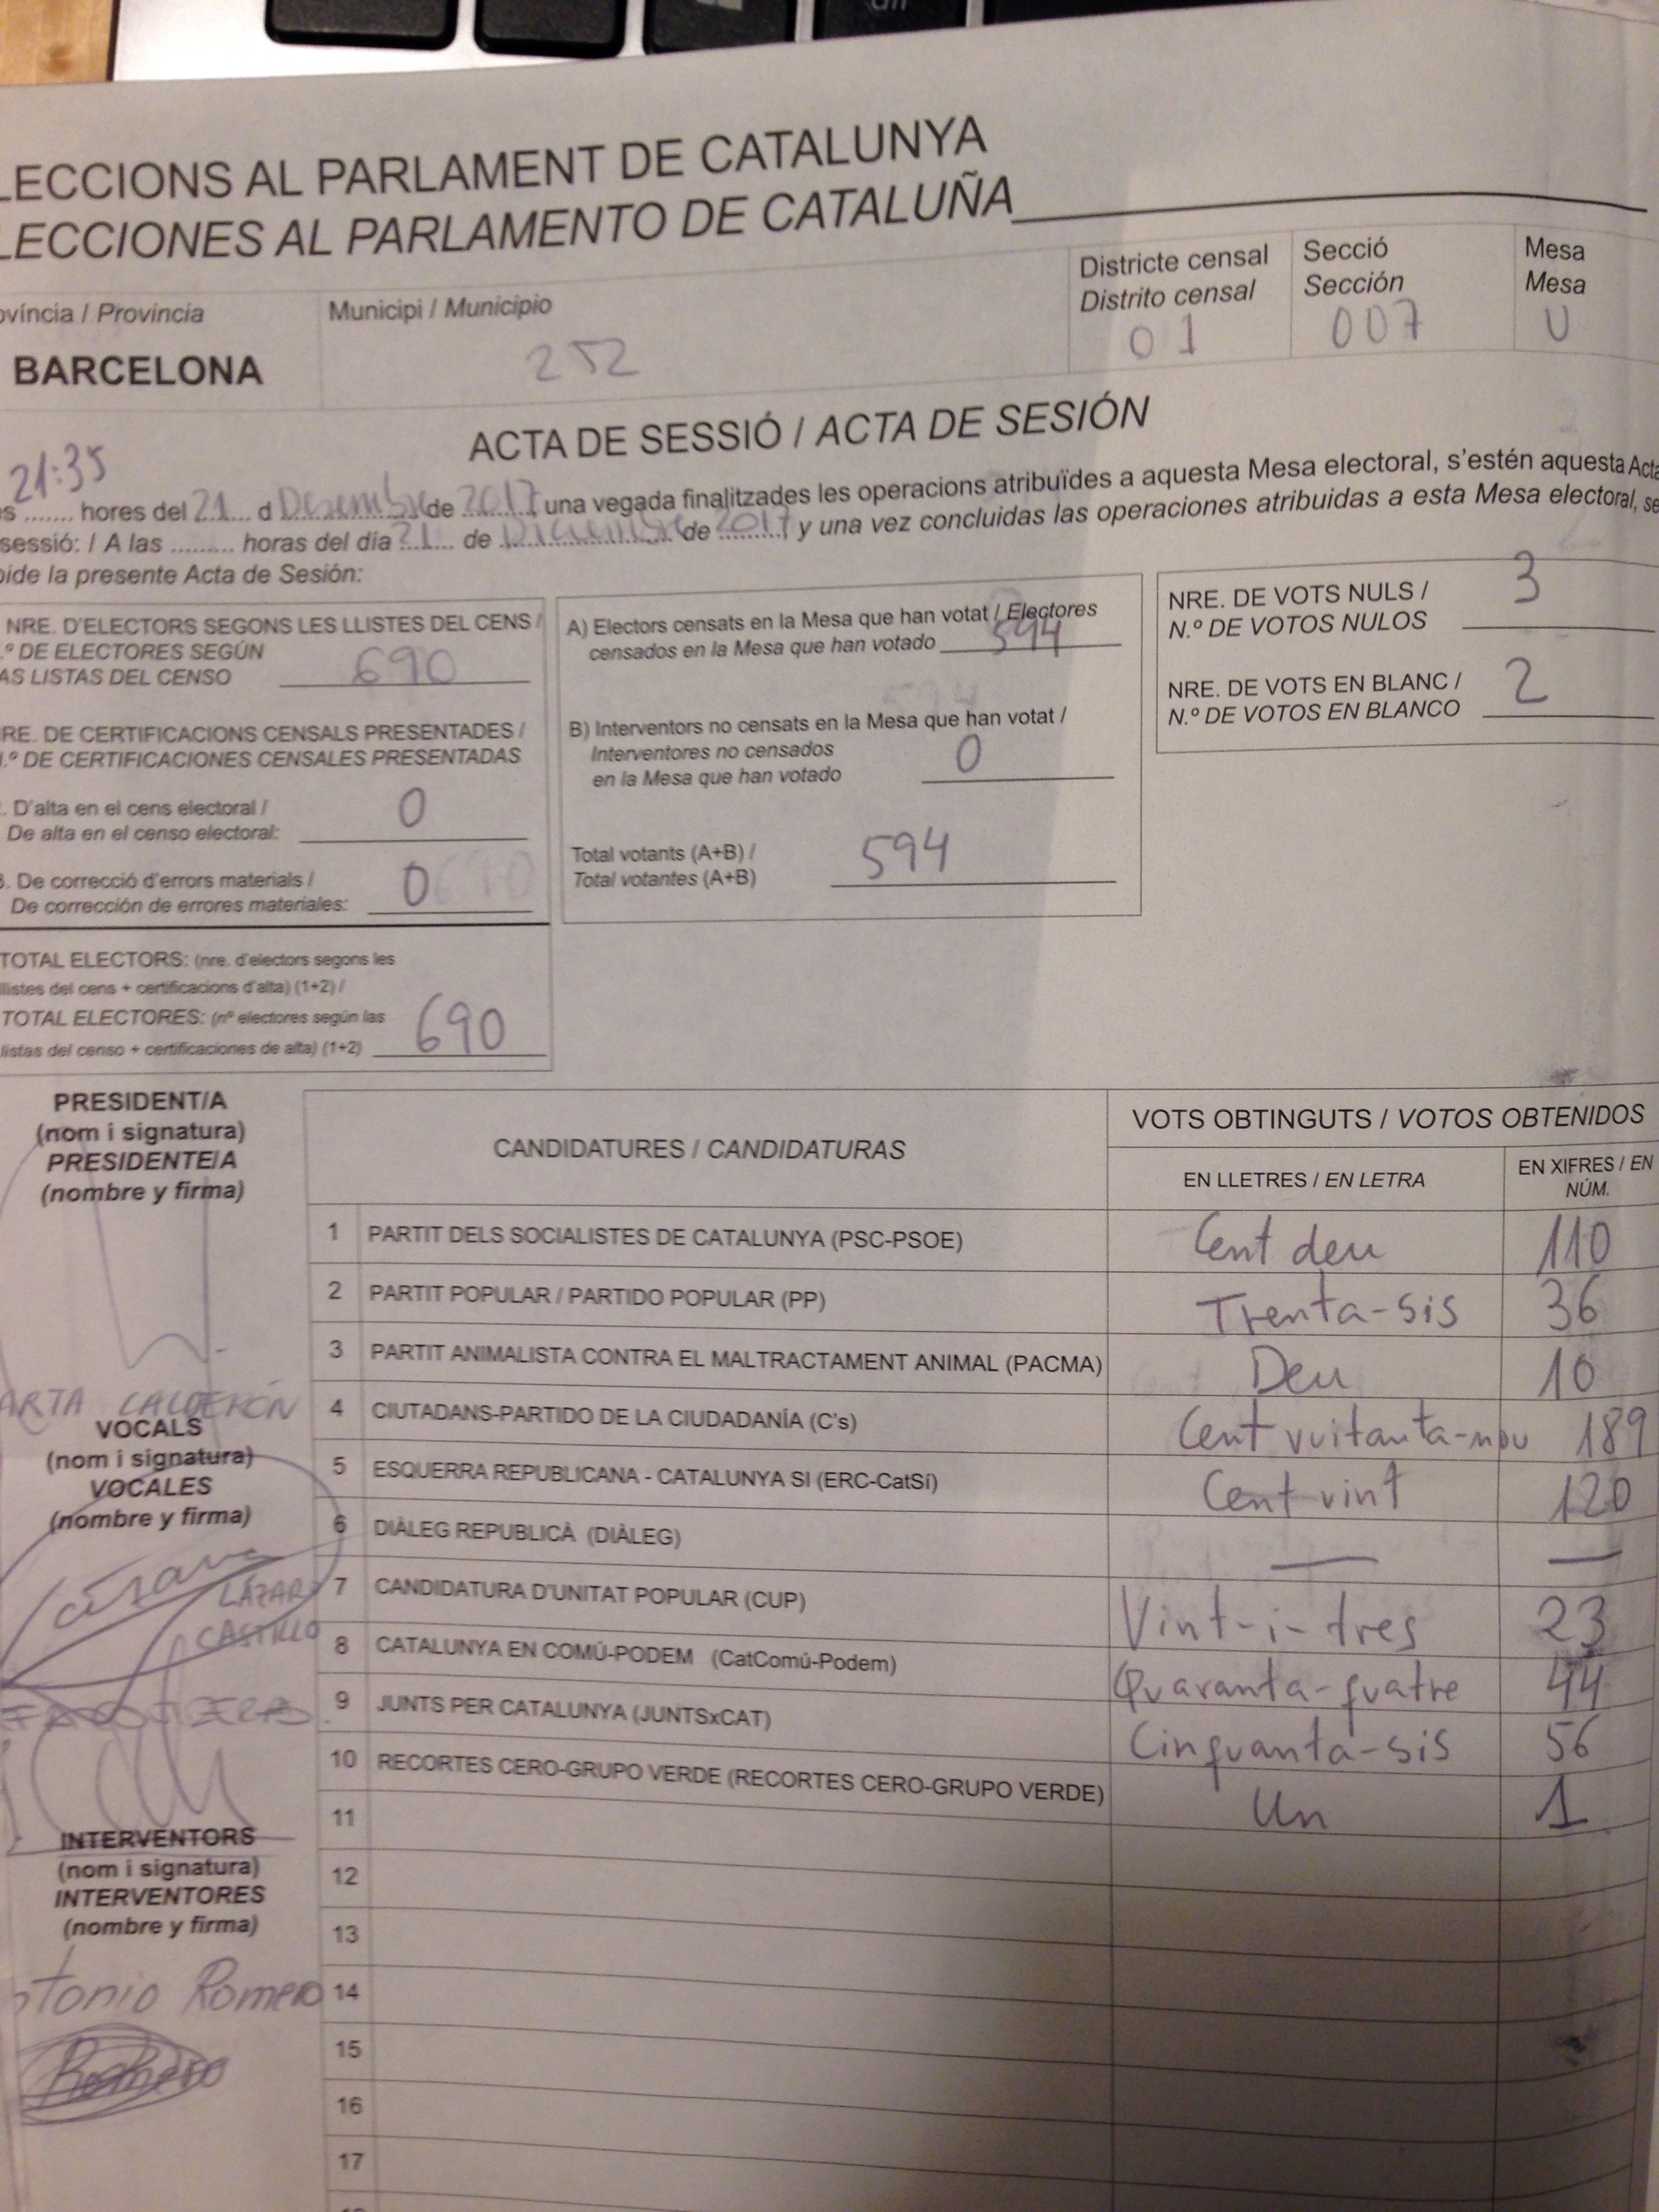 LECCIONS AL PARLAMENT DE CATALUNYA
LECCIONES AL PARLAMENTO DE CATALUÑA
ovíncia / Provincia
BARCELONA
Municipi / Municipio
252
Districte censal
Distrito censal
01
Secció
Sección
007
Mesa
Mesa
U
ACTA DE SESSIÓ / ACTA DE SESIÓN
21:35
es ....... hores del 21 d Desembre de 2017 una vegada finalitzades les operacions atribuïdes a aquesta Mesa electoral, s'estén aquesta Acta
sessió: / A las ......... horas del día 21 de Diciembre de 2017 y una vez concluidas las operaciones atribuidas a esta Mesa electoral, se
pide la presente Acta de Sesión:
NRE. D'ELECTORS SEGONS LES LLISTES DEL CENS /
.º DE ELECTORES SEGÚN
AS LISTAS DEL CENSO 690
RE. DE CERTIFICACIONS CENSALS PRESENTADES /
.º DE CERTIFICACIONES CENSALES PRESENTADAS
. D'alta en el cens electoral /
De alta en el censo electoral: 0
3. De correcció d'errors materials /
De corrección de errores materiales: 0
TOTAL ELECTORS: (nre. d'electors segons les
llistes del cens + certificacions d'alta) (1+2) /
TOTAL ELECTORES: (nº electores según las
listas del censo + certificaciones de alta) (1+2) 690
A) Electors censats en la Mesa que han votat / Electores
censados en la Mesa que han votado 594
B) Interventors no censats en la Mesa que han votat /
Interventores no censados
en la Mesa que han votado 0
Total votants (A+B) /
Total votantes (A+B) 594
NRE. DE VOTS NULS /
N.º DE VOTOS NULOS 3
NRE. DE VOTS EN BLANC /
N.º DE VOTOS EN BLANCO 2
PRESIDENT/A
(nom i signatura)
PRESIDENTE/A
(nombre y firma)
ARTA CALDERÓN
VOCALS
(nom i signatura)
VOCALES
(nombre y firma)
LAZAR
CASTILLO
INTERVENTORS
(nom i signatura)
INTERVENTORES
(nombre y firma)
tonio Romero
Romero
CANDIDATURES / CANDIDATURAS
VOTS OBTINGUTS / VOTOS OBTENIDOS
EN LLETRES / EN LETRA
EN XIFRES / EN
NÚM.
1 PARTIT DELS SOCIALISTES DE CATALUNYA (PSC-PSOE) Cent deu 110
2 PARTIT POPULAR / PARTIDO POPULAR (PP) Trenta-sis 36
3 PARTIT ANIMALISTA CONTRA EL MALTRACTAMENT ANIMAL (PACMA) Deu 10
4 CIUTADANS-PARTIDO DE LA CIUDADANÍA (C's) Cent vuitanta-nou 189
5 ESQUERRA REPUBLICANA - CATALUNYA SI (ERC-CatSí) Cent vint 120
6 DIÀLEG REPUBLICÀ (DIÀLEG) — —
7 CANDIDATURA D'UNITAT POPULAR (CUP) Vint-i-tres 23
8 CATALUNYA EN COMÚ-PODEM (CatComú-Podem) Quaranta-quatre 44
9 JUNTS PER CATALUNYA (JUNTSxCAT) Cinquanta-sis 56
10 RECORTES CERO-GRUPO VERDE (RECORTES CERO-GRUPO VERDE) Un 1
11
12
13
14
15
16
17